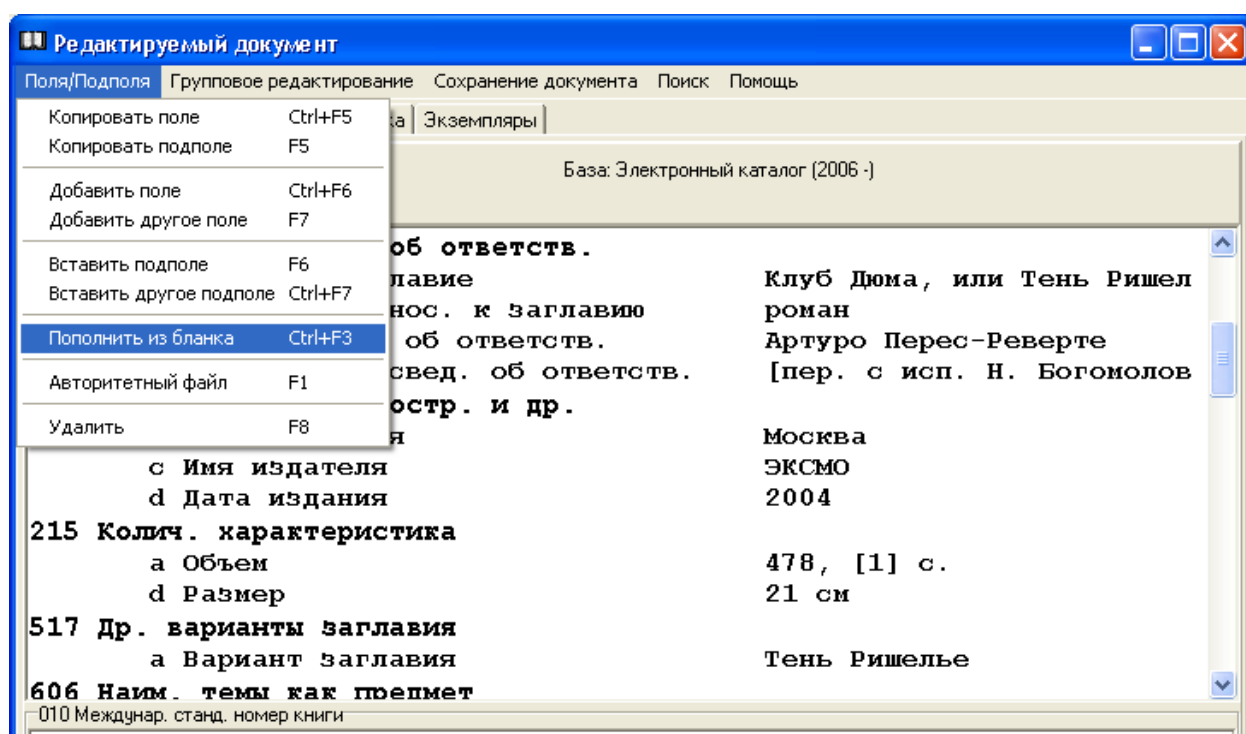 Редактируемый документ
Поля/Подполя Групповое редактирование Сохранение документа Поиск Помощь
Копировать поле Ctrl+F5
Копировать подполе F5
Добавить поле Ctrl+F6
Добавить другое поле F7
Вставить подполе F6
Вставить другое подполе Ctrl+F7
Пополнить из бланка Ctrl+F3
Авторитетный файл F1
Удалить F8
ка Экземпляры
База: Электронный каталог (2006 -)
об ответств.
лавие Клуб Дюма, или Тень Ришел
нос. к заглавию роман
об ответств. Артуро Перес-Реверте
свед. об ответств. [пер. с исп. Н. Богомолов
остр. и др.
я Москва
c Имя издателя ЭКСМО
d Дата издания 2004
215 Колич. характеристика
a Объем 478, [1] с.
d Размер 21 см
517 Др. варианты заглавия
a Вариант заглавия Тень Ришелье
606 Наим. темы как предмет
010 Междунар. станд. номер книги